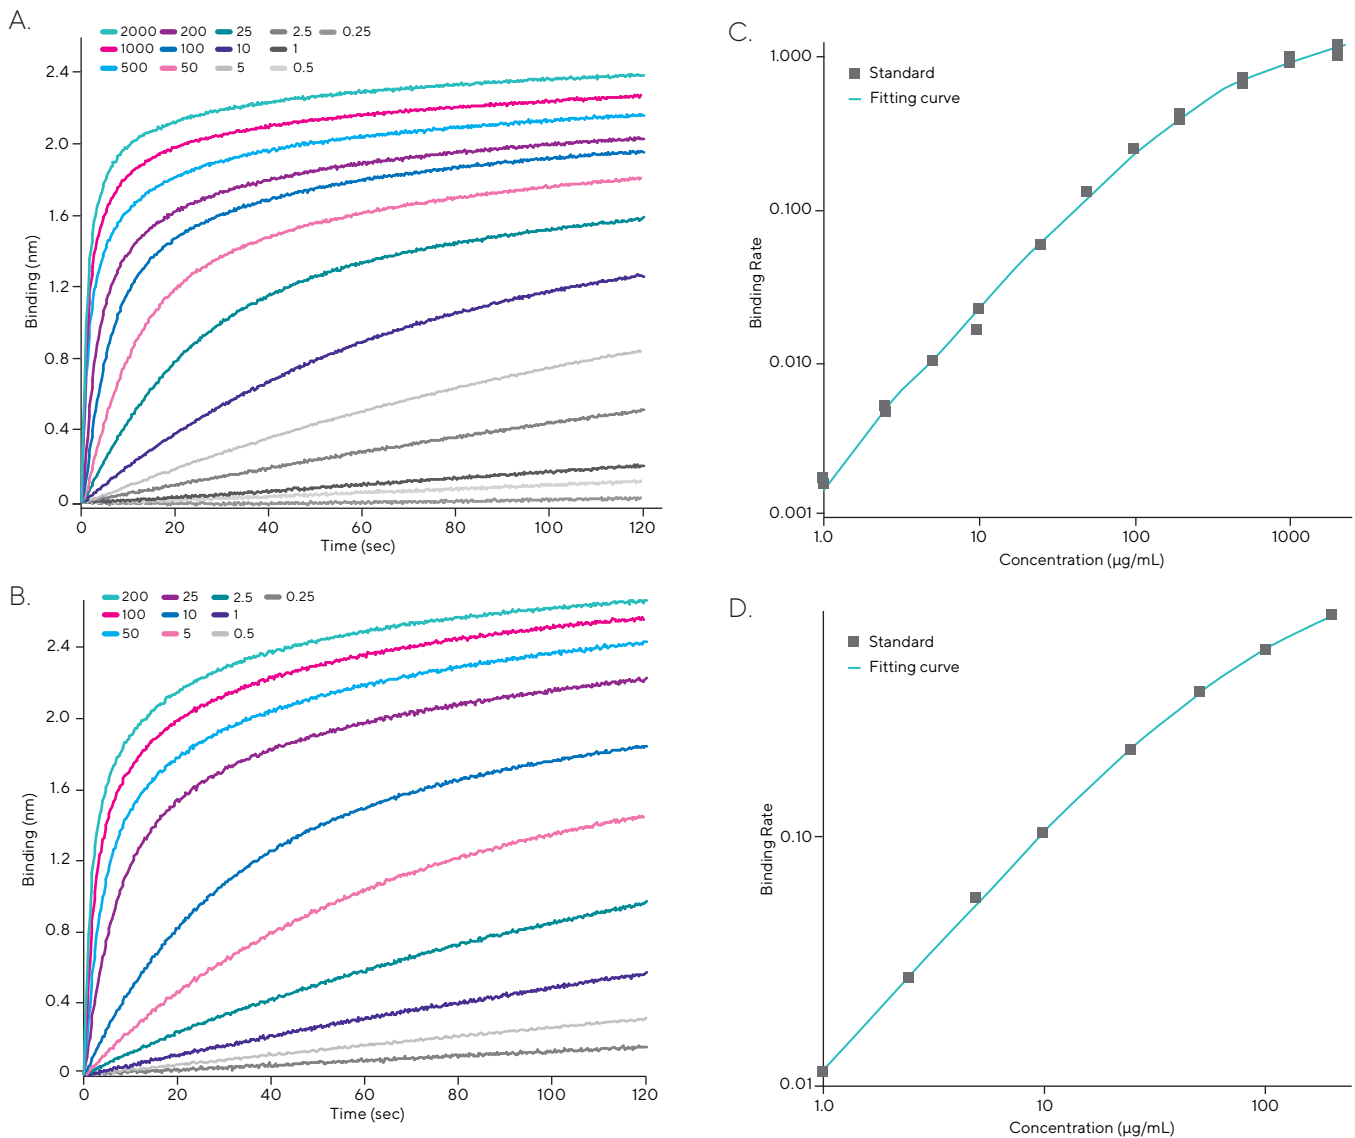 A.
2000 200 25 2.5 0.25
1000 100 10 1
500 50 5 0.5
2.4
2.0
1.6
1.2
0.8
0.4
0
Binding (nm)
0 20 40 60 80 100 120
Time (sec)
B.
200 25 2.5 0.25
100 10 1
50 5 0.5
2.4
2.0
1.6
1.2
0.8
0.4
0
Binding (nm)
0 20 40 60 80 100 120
Time (sec)
C.
Standard
Fitting curve
1.000
0.100
0.010
0.001
Binding Rate
1.0 10 100 1000
Concentration (µg/mL)
D.
Standard
Fitting curve
0.10
0.01
Binding Rate
1.0 10 100
Concentration (µg/mL)